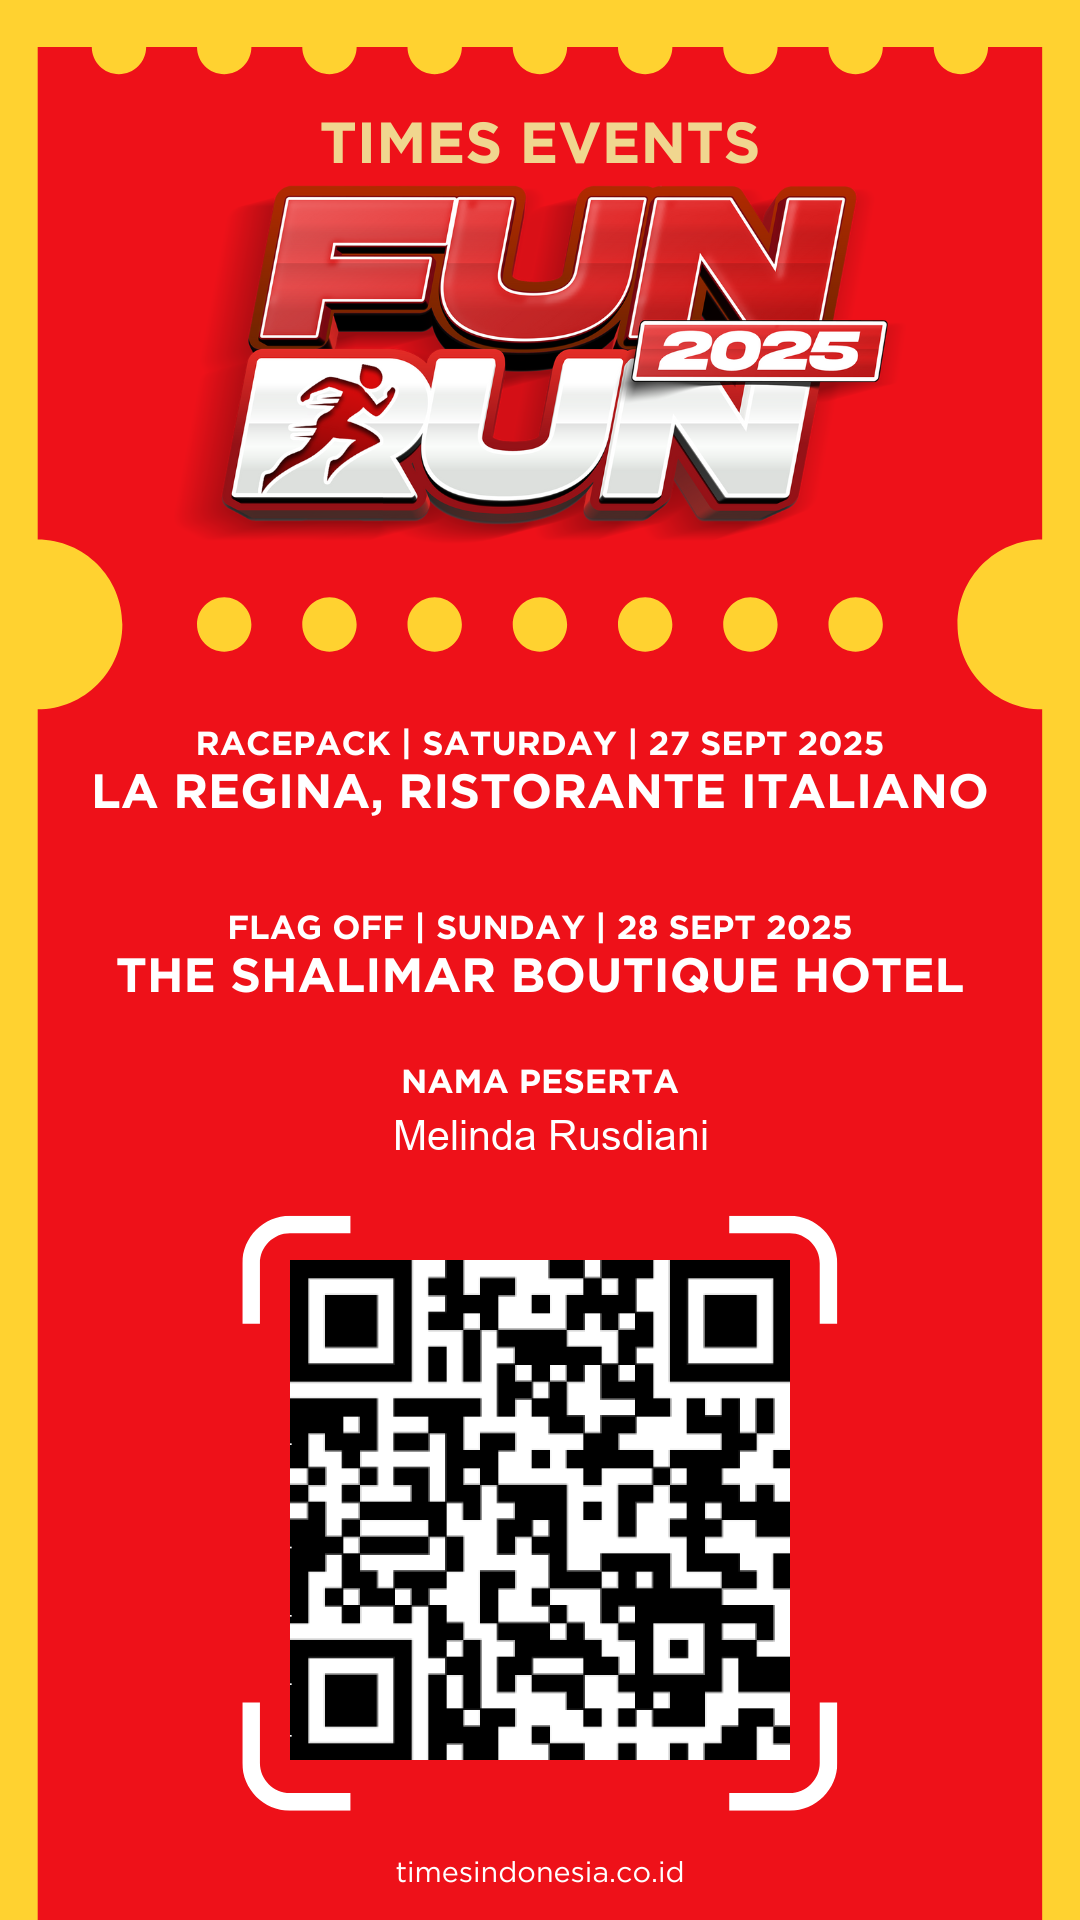 TIMES EVENTS
FUN
2025
RUN
RACEPACK | SATURDAY | 27 SEPT 2025
LA REGINA, RISTORANTE ITALIANO
FLAG OFF | SUNDAY | 28 SEPT 2025
THE SHALIMAR BOUTIQUE HOTEL
NAMA PESERTA
Melinda Rusdiani
timesindonesia.co.id